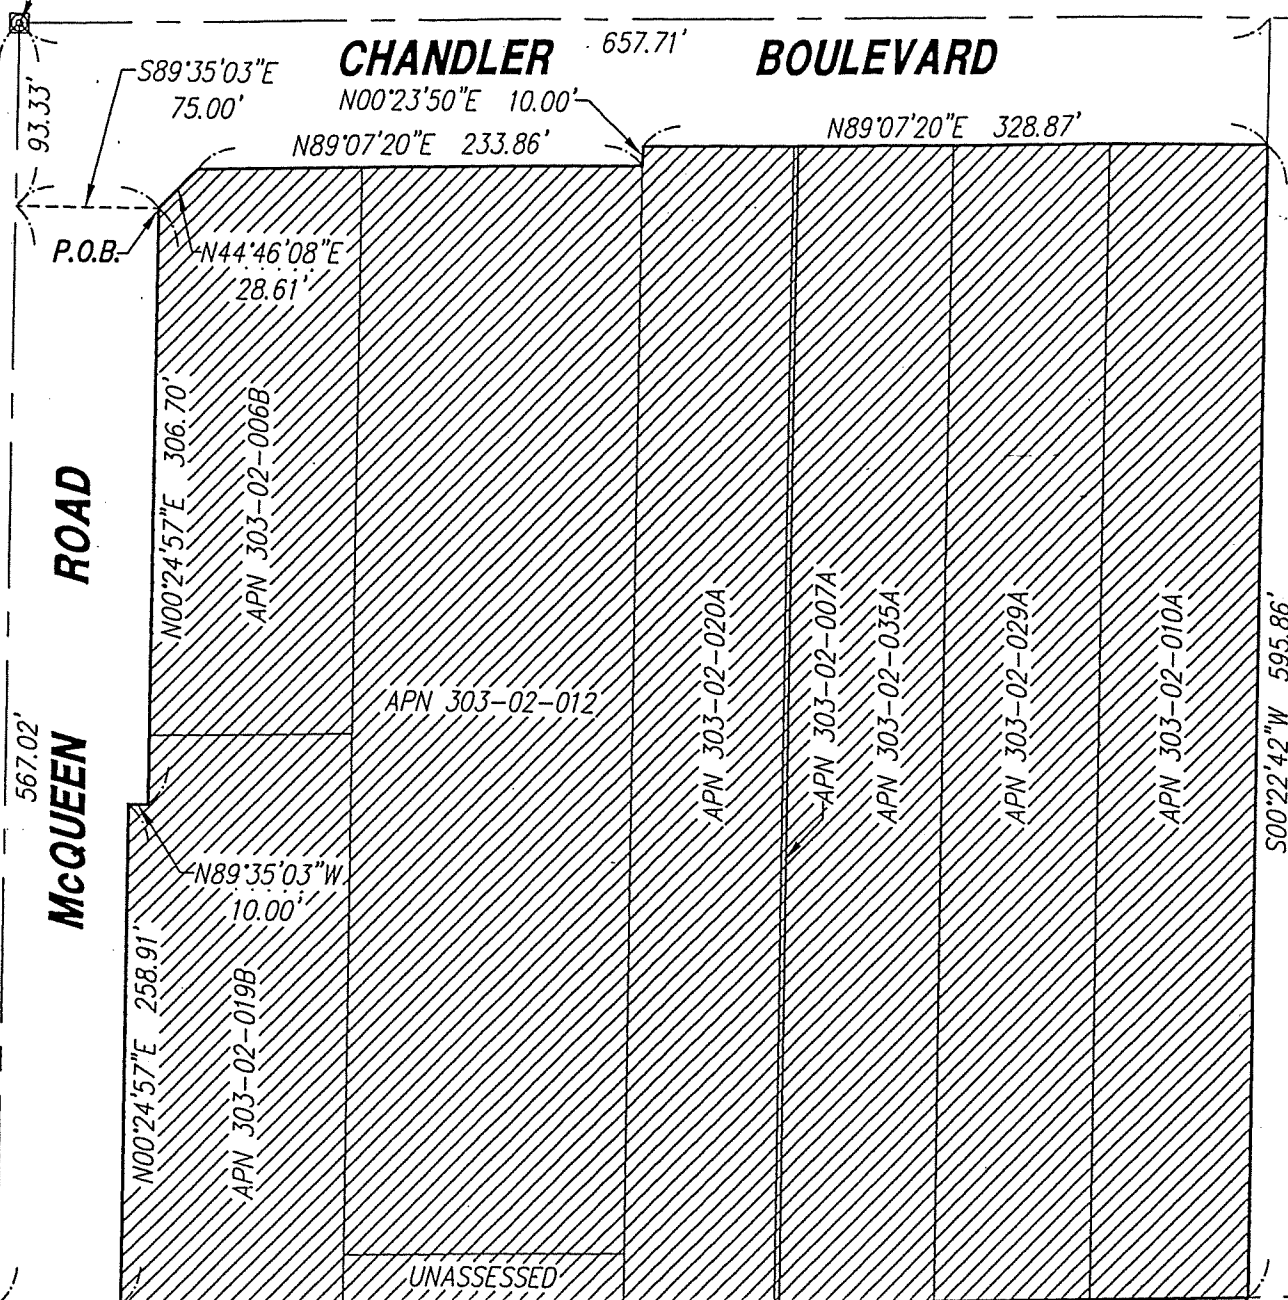 CHANDLER BOULEVARD
657.71'
S89°35'03"E
75.00'
93.33'
N00°23'50"E 10.00'
N89°07'20"E 233.86'
N89°07'20"E 328.87'
P.O.B.
N44°46'08"E
28.61'
N00°24'57"E 306.70'
APN 303-02-006B
McQUEEN ROAD
567.02'
APN 303-02-012
APN 303-02-020A
APN 303-02-007A
APN 303-02-035A
APN 303-02-029A
APN 303-02-010A
S00°22'42"W 595.86'
N89°35'03"W
10.00'
N00°24'57"E 258.91'
APN 303-02-019B
UNASSESSED